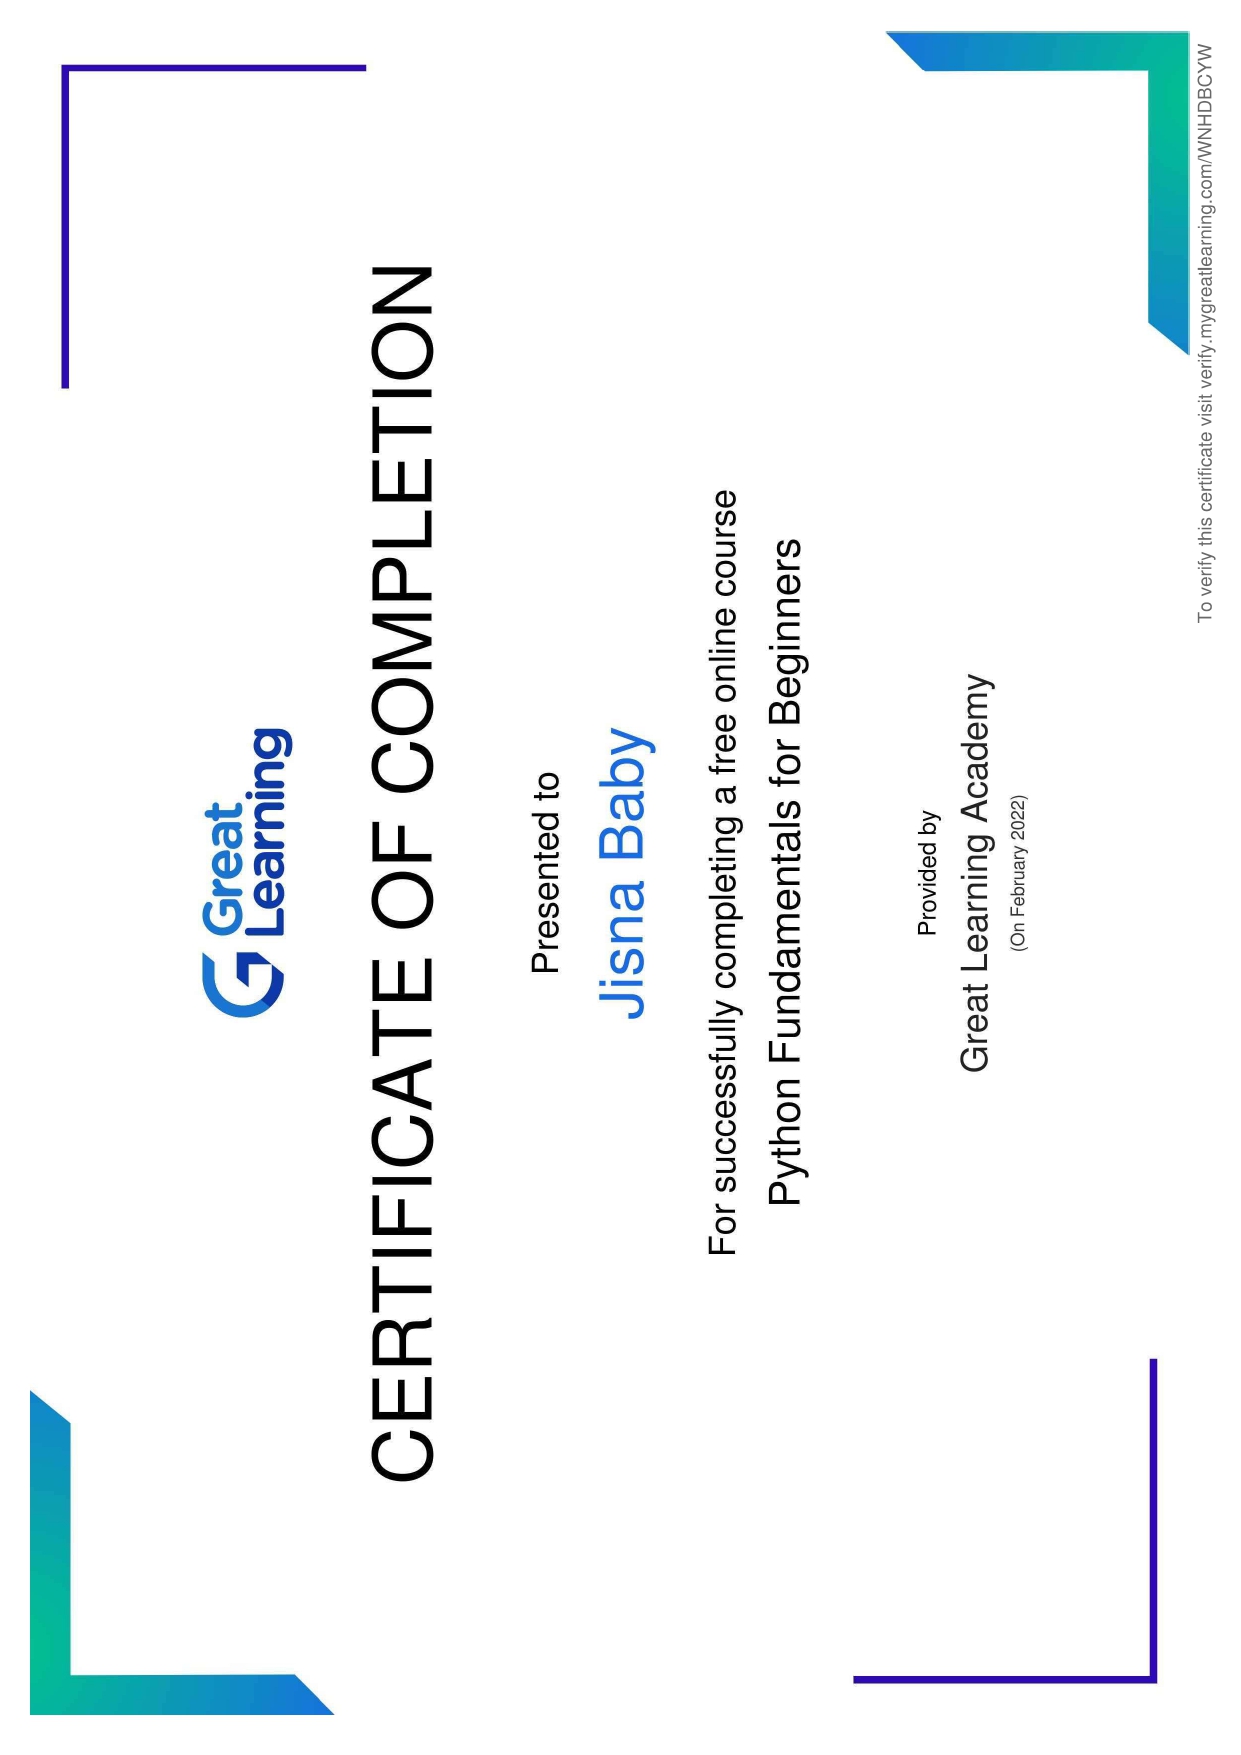 Great
Learning
CERTIFICATE OF COMPLETION
Presented to
Jisna Baby
For successfully completing a free online course
Python Fundamentals for Beginners
Provided by
Great Learning Academy
(On February 2022)
To verify this certificate visit verify.mygreatlearning.com/WNHDBCYW